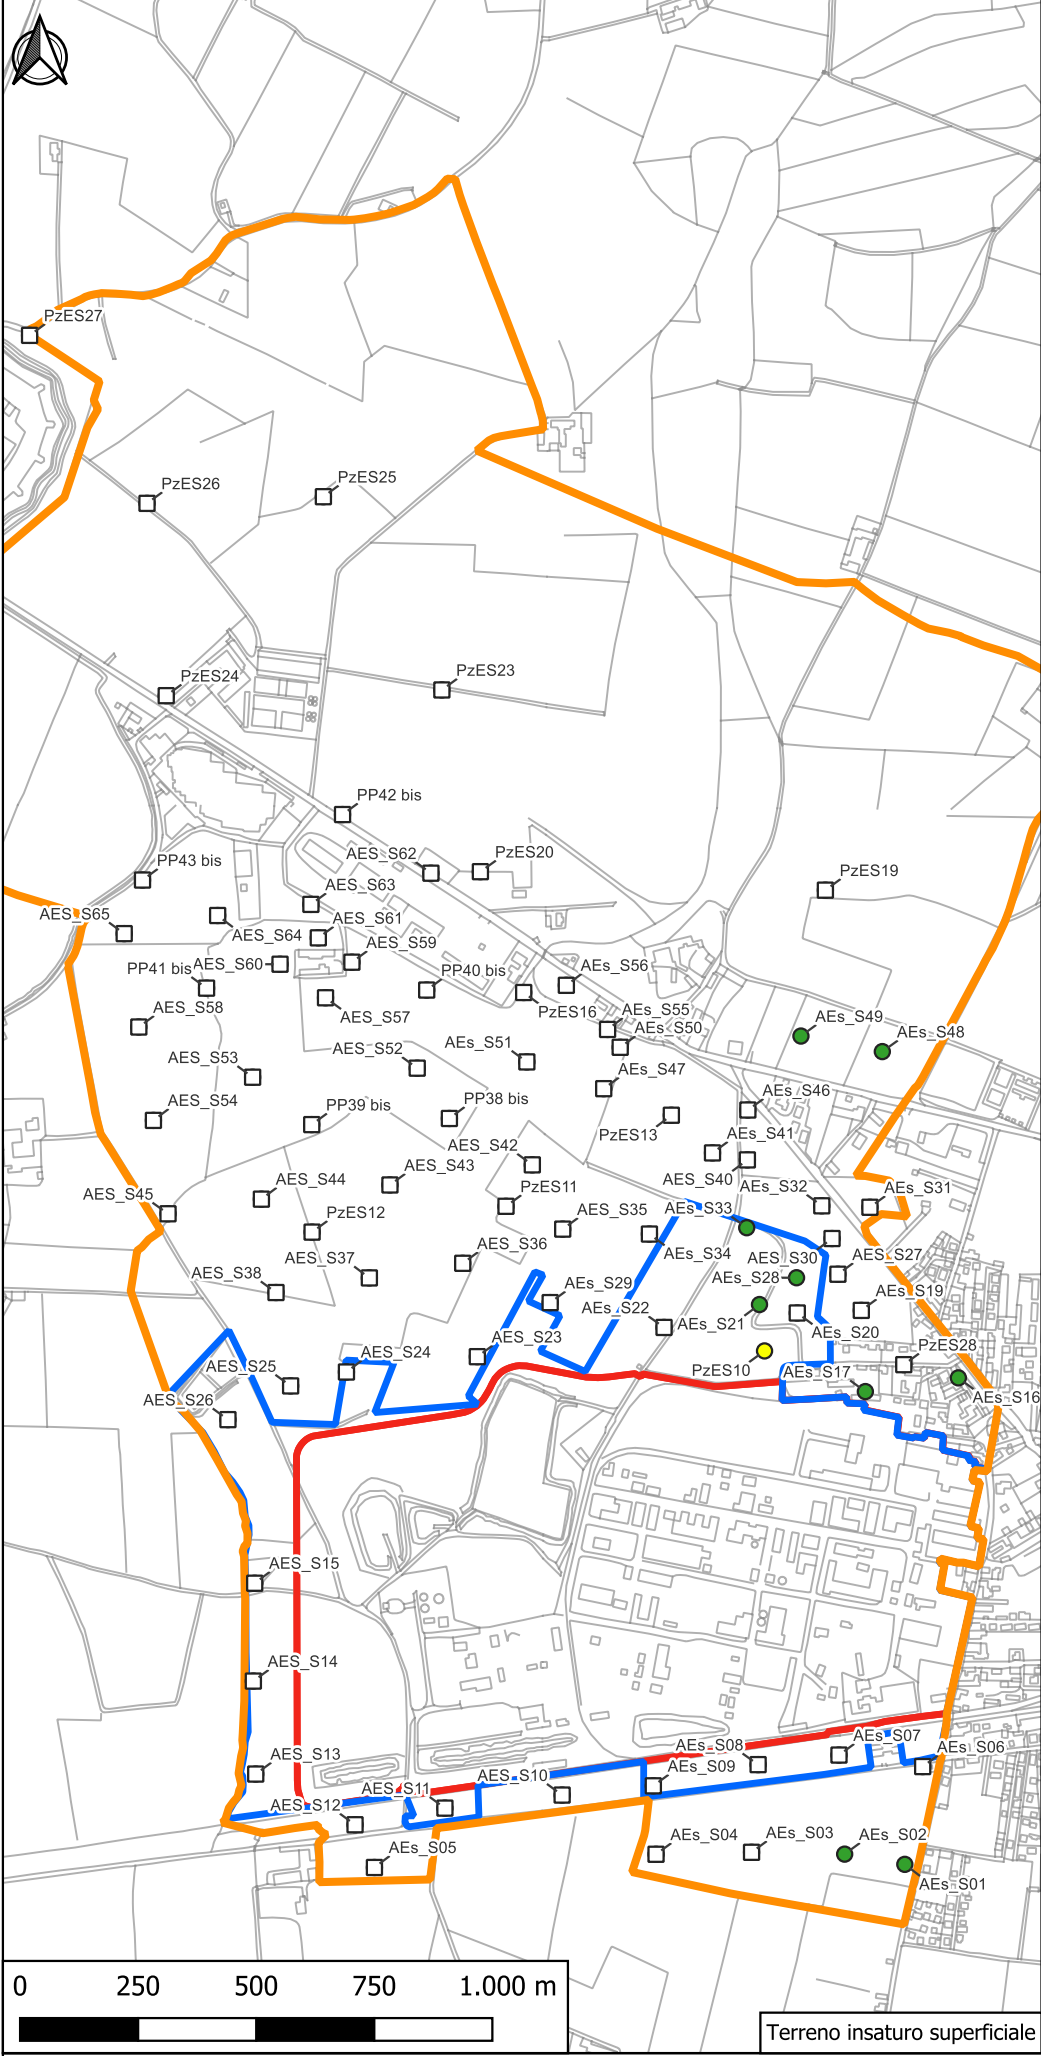 PzES27
PzES25
PzES26
PzES24
PzES23
PP42 bis
AES_S62
PzES20
PP43 bis
PzES19
AES_S63
AES_S65
AES_S61
AES_S64
AES_S59
PP41 bis
AES_S60
PP40 bis
AEs_S56
AES_S58
AES_S57
PzES16
AEs_S55
AEs_S49
AEs_S50
AEs_S48
AES_S52
AEs_S51
AES_S53
AEs_S47
AES_S54
PP39 bis
PP38 bis
AEs_S46
PzES13
AEs_S41
AES_S42
AES_S43
AES_S40
AES_S44
PzES11
AEs_S32
AEs_S31
AES_S45
PzES12
AEs_S33
AES_S35
AES_S36
AEs_S34
AES_S30
AES_S27
AES_S37
AES_S38
AEs_S28
AEs_S29
AEs_S22
AEs_S19
AEs_S21
AEs_S20
AES_S23
AES_S24
PzES28
AES_S25
PzES10
AEs_S17
AES_S26
AEs_S16
AES_S15
AES_S14
AEs_S07
AES_S13
AEs_S08
AEs_S06
AES_S10
AEs_S09
AES_S11
AES_S12
AEs_S04
AEs_S03
AEs_S02
AEs_S05
AEs_S01
0 250 500 750 1.000 m
Terreno insaturo superficiale